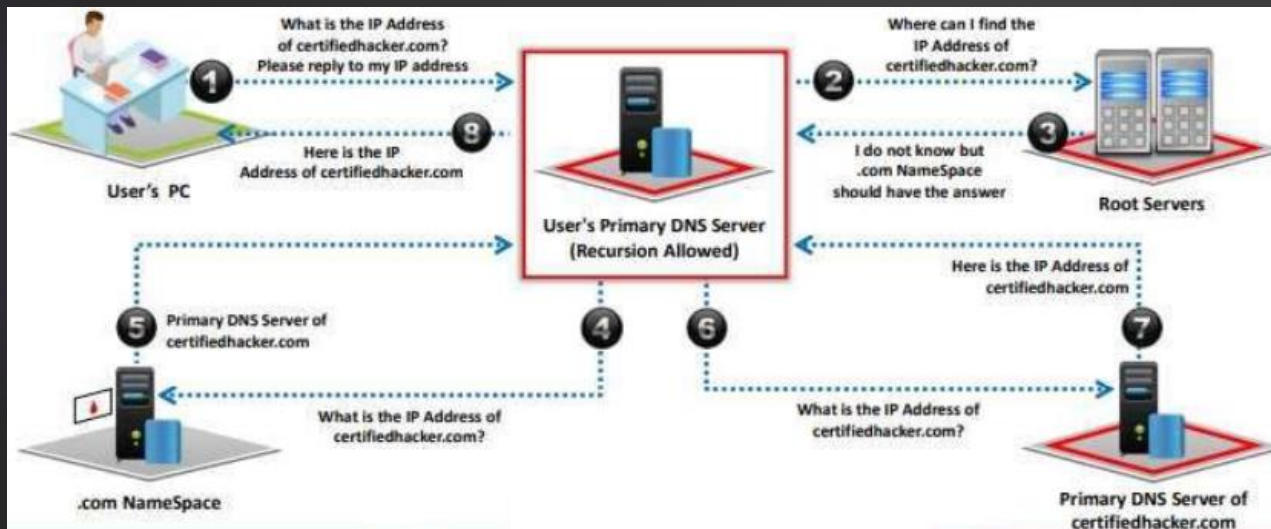 What is the IP Address
of certifiedhacker.com?
Please reply to my IP address
1
8
Here is the IP
Address of certifiedhacker.com
User's PC
User's Primary DNS Server
(Recursion Allowed)
Where can I find the
IP Address of
certifiedhacker.com?
2
3
I do not know but
.com NameSpace
should have the answer
Root Servers
5
Primary DNS Server of
certifiedhacker.com
4
What is the IP Address of
certifiedhacker.com?
.com NameSpace
6
What is the IP Address of
certifiedhacker.com?
Here is the IP Address of
certifiedhacker.com
7
Primary DNS Server of
certifiedhacker.com